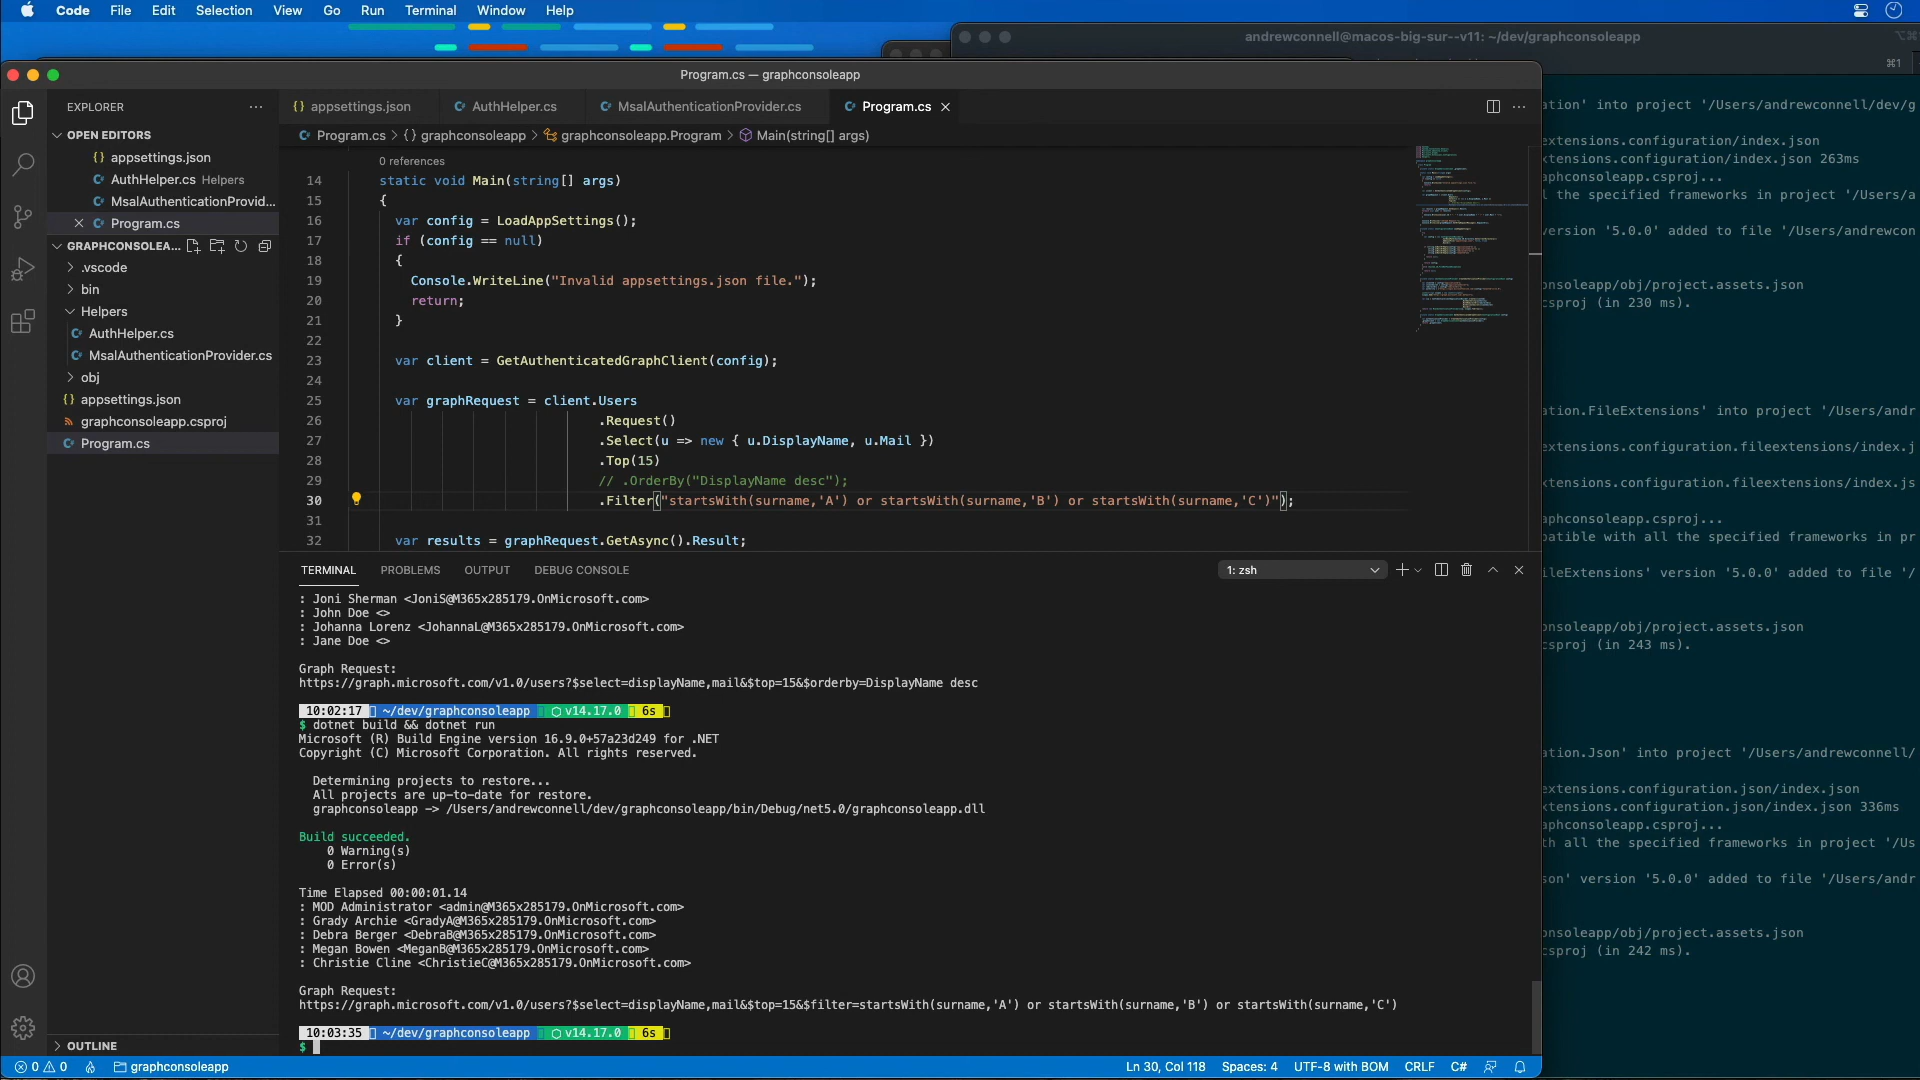 Code File Edit Selection View Go Run Terminal Window Help
andrewconnell@macos-big-sur--v11: ~/dev/graphconsoleapp
⌘1
Program.cs — graphconsoleapp
EXPLORER
OPEN EDITORS
{} appsettings.json
AuthHelper.cs Helpers
MsalAuthenticationProvid...
Program.cs
GRAPHCONSOLEA...
.vscode
bin
Helpers
AuthHelper.cs
MsalAuthenticationProvider.cs
obj
{} appsettings.json
graphconsoleapp.csproj
Program.cs
OUTLINE
{} appsettings.json AuthHelper.cs MsalAuthenticationProvider.cs Program.cs
Program.cs > {} graphconsoleapp > graphconsoleapp.Program > Main(string[] args)
0 references
14 static void Main(string[] args)
15 {
16 var config = LoadAppSettings();
17 if (config == null)
18 {
19 Console.WriteLine("Invalid appsettings.json file.");
20 return;
21 }
22
23 var client = GetAuthenticatedGraphClient(config);
24
25 var graphRequest = client.Users
26 .Request()
27 .Select(u => new { u.DisplayName, u.Mail })
28 .Top(15)
29 // .OrderBy("DisplayName desc");
30 .Filter("startsWith(surname,'A') or startsWith(surname,'B') or startsWith(surname,'C')");
31
32 var results = graphRequest.GetAsync().Result;
TERMINAL PROBLEMS OUTPUT DEBUG CONSOLE 1: zsh
: Joni Sherman <JoniS@M365x285179.OnMicrosoft.com>
: John Doe <>
: Johanna Lorenz <JohannaL@M365x285179.OnMicrosoft.com>
: Jane Doe <>
Graph Request:
https://graph.microsoft.com/v1.0/users?$select=displayName,mail&$top=15&$orderby=DisplayName desc
10:02:17 ~/dev/graphconsoleapp v14.17.0 6s
$ dotnet build && dotnet run
Microsoft (R) Build Engine version 16.9.0+57a23d249 for .NET
Copyright (C) Microsoft Corporation. All rights reserved.
Determining projects to restore...
All projects are up-to-date for restore.
graphconsoleapp -> /Users/andrewconnell/dev/graphconsoleapp/bin/Debug/net5.0/graphconsoleapp.dll
Build succeeded.
0 Warning(s)
0 Error(s)
Time Elapsed 00:00:01.14
: MOD Administrator <admin@M365x285179.OnMicrosoft.com>
: Grady Archie <GradyA@M365x285179.OnMicrosoft.com>
: Debra Berger <DebraB@M365x285179.OnMicrosoft.com>
: Megan Bowen <MeganB@M365x285179.OnMicrosoft.com>
: Christie Cline <ChristieC@M365x285179.OnMicrosoft.com>
Graph Request:
https://graph.microsoft.com/v1.0/users?$select=displayName,mail&$top=15&$filter=startsWith(surname,'A') or startsWith(surname,'B') or startsWith(surname,'C')
10:03:35 ~/dev/graphconsoleapp v14.17.0 6s
$
0 0 graphconsoleapp Ln 30, Col 118 Spaces: 4 UTF-8 with BOM CRLF C#
ation' into project '/Users/andrewconnell/dev/g
extensions.configuration/index.json
xtensions.configuration/index.json 263ms
aphconsoleapp.csproj...
l the specified frameworks in project '/Users/a
version '5.0.0' added to file '/Users/andrewcon
onsoleapp/obj/project.assets.json
csproj (in 230 ms).
ation.FileExtensions' into project '/Users/andr
extensions.configuration.fileextensions/index.j
xtensions.configuration.fileextensions/index.js
aphconsoleapp.csproj...
patible with all the specified frameworks in pr
ileExtensions' version '5.0.0' added to file '/
onsoleapp/obj/project.assets.json
csproj (in 243 ms).
ation.Json' into project '/Users/andrewconnell/
extensions.configuration.json/index.json
xtensions.configuration.json/index.json 336ms
aphconsoleapp.csproj...
th all the specified frameworks in project '/Us
son' version '5.0.0' added to file '/Users/andr
onsoleapp/obj/project.assets.json
csproj (in 242 ms).